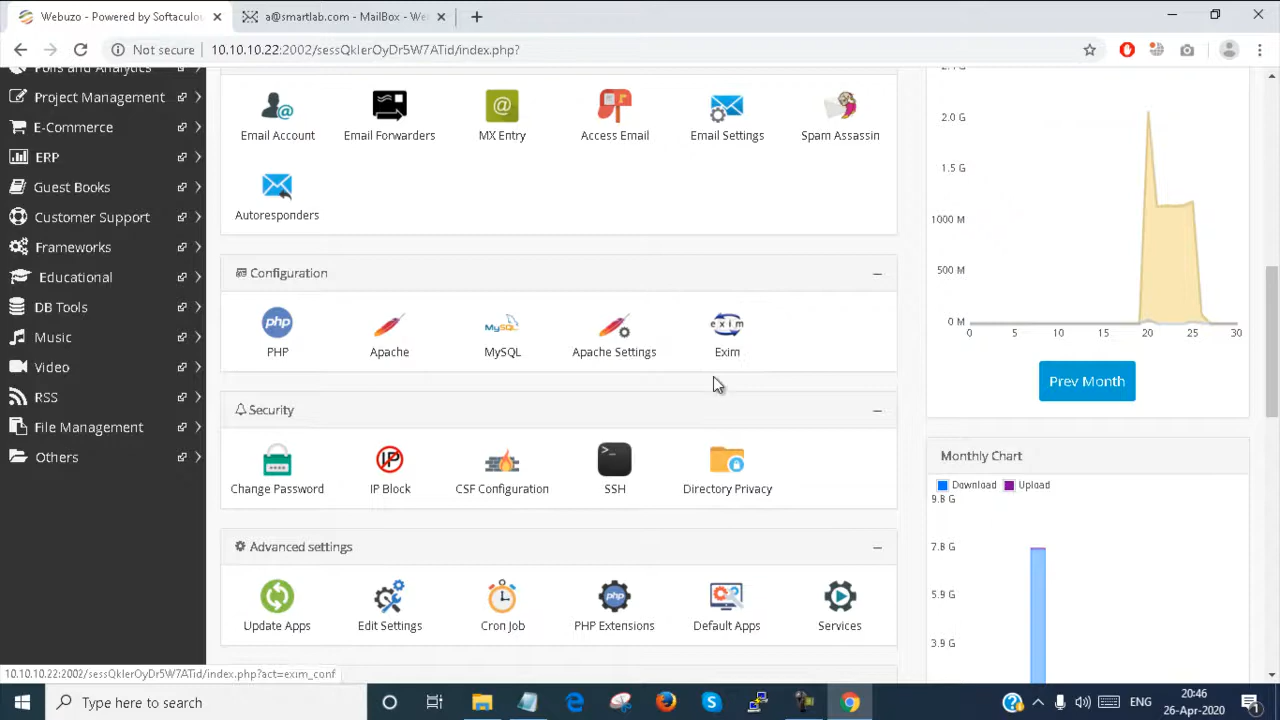 Webuzo - Powered by Softaculou
a@smartlab.com - MailBox - We
Not secure
10.10.10.22:2002/sessQkIerOyDr5W7ATid/index.php?
Polls and Analytics
Project Management
E-Commerce
ERP
Guest Books
Customer Support
Frameworks
Educational
DB Tools
Music
Video
RSS
File Management
Others
Email Account
Email Forwarders
MX Entry
Access Email
Email Settings
Spam Assassin
Autoresponders
Configuration
PHP
Apache
MySQL
Apache Settings
Exim
Security
Change Password
IP Block
CSF Configuration
SSH
Directory Privacy
Advanced settings
Update Apps
Edit Settings
Cron Job
PHP Extensions
Default Apps
Services
2.0 G
1.5 G
1000 M
500 M
0 M
0 5 10 15 20 25 30
Prev Month
Monthly Chart
Download Upload
9.8 G
7.8 G
5.9 G
3.9 G
10.10.10.22:2002/sessQkIerOyDr5W7ATid/index.php?act=exim_conf
Type here to search
ENG
20:46
26-Apr-2020